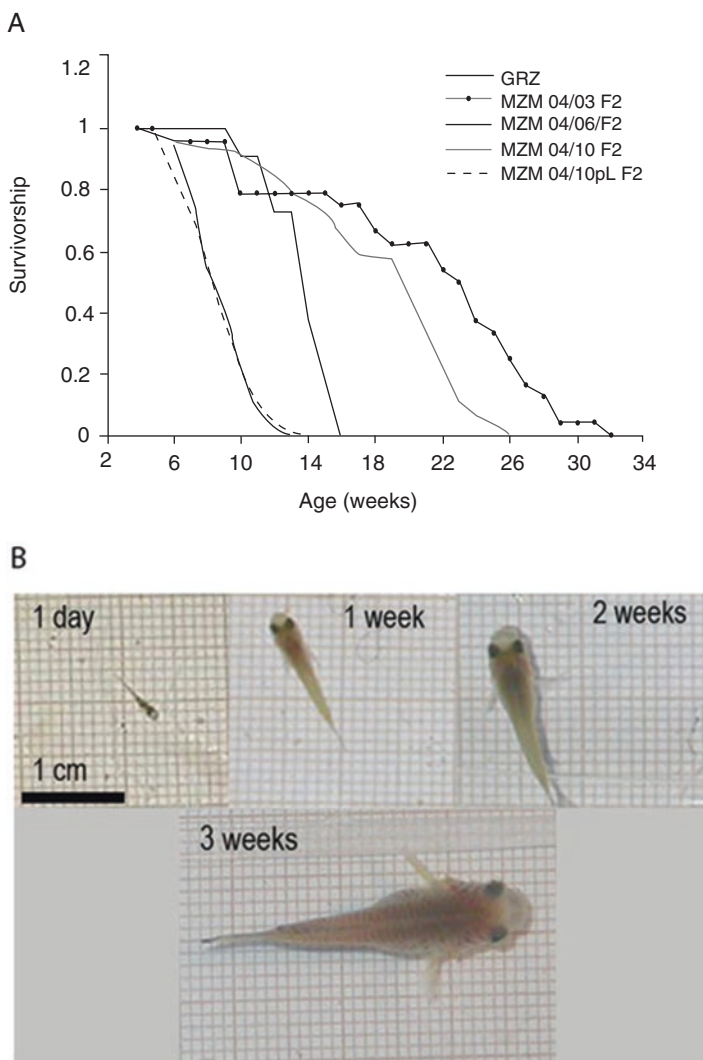 A
1.2
1
0.8
0.6
0.4
0.2
0
Survivorship
2 6 10 14 18 22 26 30 34
Age (weeks)
GRZ
MZM 04/03 F2
MZM 04/06/F2
MZM 04/10 F2
MZM 04/10pL F2
B
1 day
1 cm
1 week
2 weeks
3 weeks